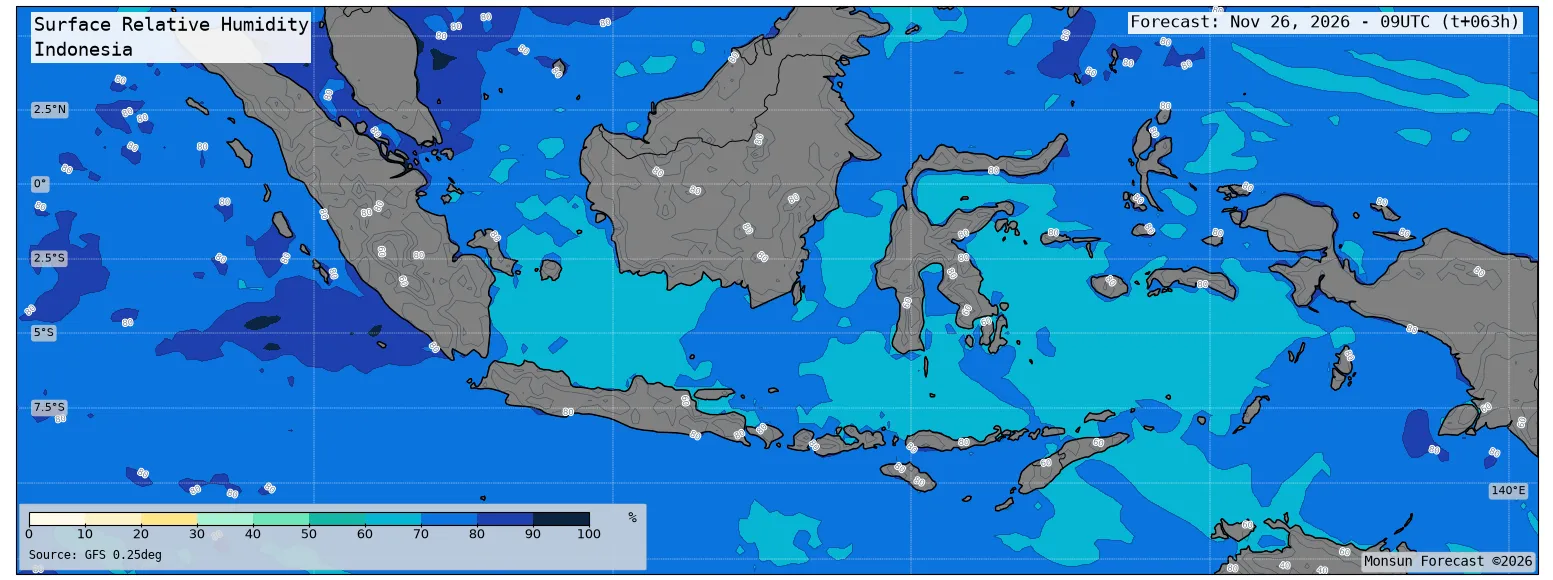 Surface Relative Humidity
Indonesia
Forecast: Nov 26, 2026 - 09UTC (t+063h)
2.5°N
0°
2.5°S
5°S
7.5°S
140°E
0 10 20 30 40 50 60 70 80 90 100
%
Source: GFS 0.25deg
Monsun Forecast ©2026